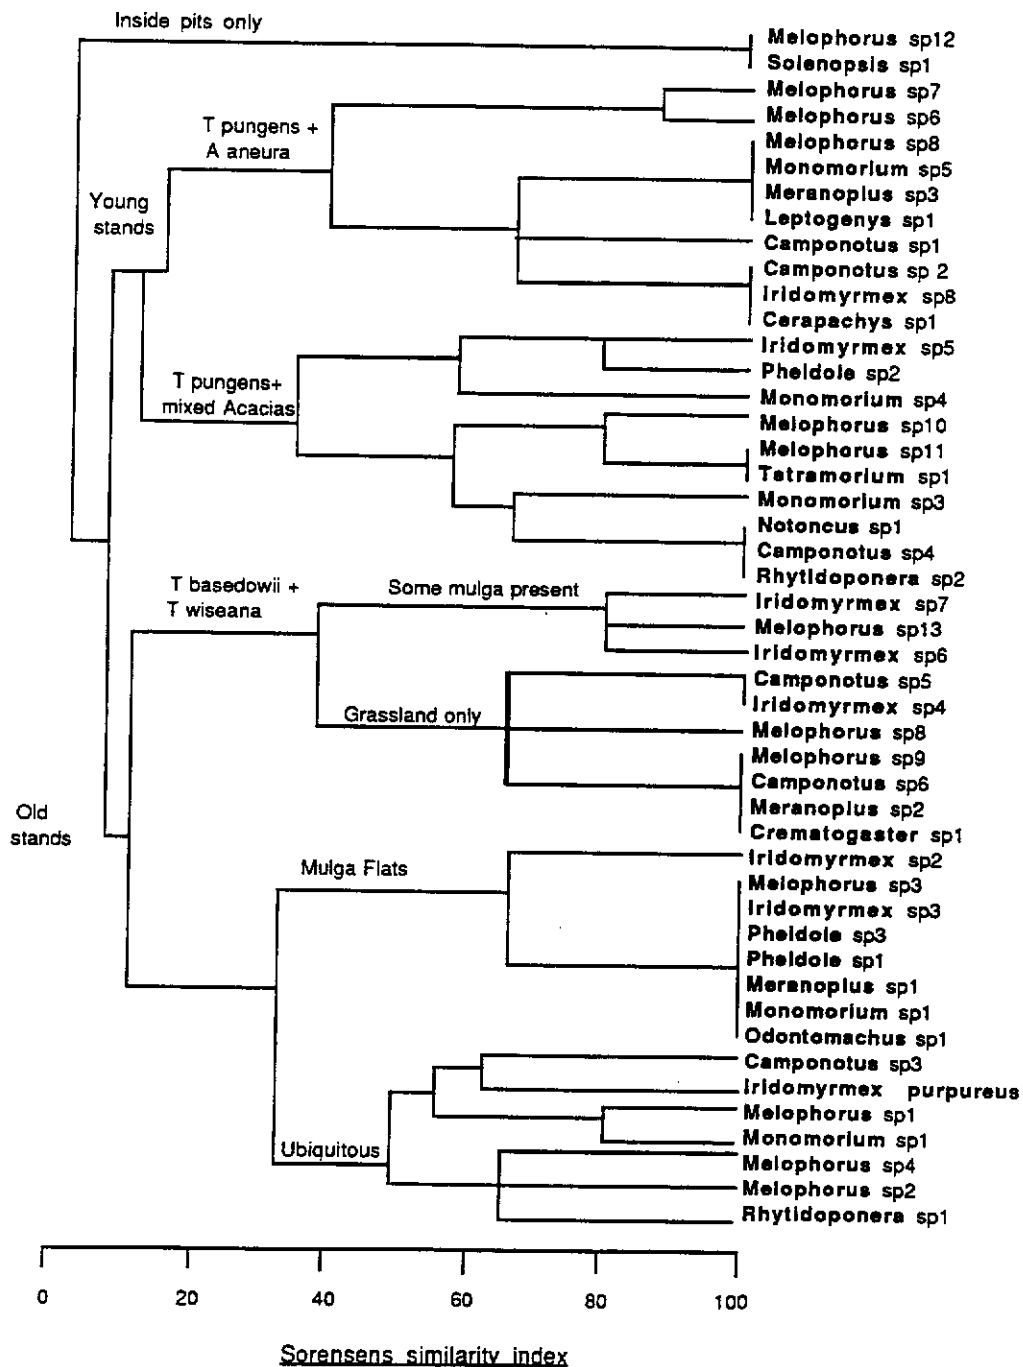 Inside pits only
Melophorus sp12
Solenopsis sp1
Melophorus sp7
Melophorus sp6
T pungens +
A aneura
Melophorus sp8
Monomorium sp5
Meranoplus sp3
Leptogenys sp1
Young
stands
Camponotus sp1
Camponotus sp 2
Iridomyrmex sp8
Cerapachys sp1
Iridomyrmex sp5
Pheidole sp2
T pungens+
mixed Acacias
Monomorium sp4
Melophorus sp10
Melophorus sp11
Tetramorium sp1
Monomorium sp3
Notoncus sp1
Camponotus sp4
Rhytidoponera sp2
T basedowii +
T wiseana
Some mulga present
Iridomyrmex sp7
Melophorus sp13
Iridomyrmex sp6
Camponotus sp5
Iridomyrmex sp4
Grassland only
Melophorus sp8
Melophorus sp9
Camponotus sp6
Meranoplus sp2
Crematogaster sp1
Old
stands
Mulga Flats
Iridomyrmex sp2
Melophorus sp3
Iridomyrmex sp3
Pheidole sp3
Pheidole sp1
Meranoplus sp1
Monomorium sp1
Odontomachus sp1
Camponotus sp3
Iridomyrmex purpureus
Melophorus sp1
Monomorium sp1
Ubiquitous
Melophorus sp4
Melophorus sp2
Rhytidoponera sp1
0 20 40 60 80 100
Sorensens similarity index